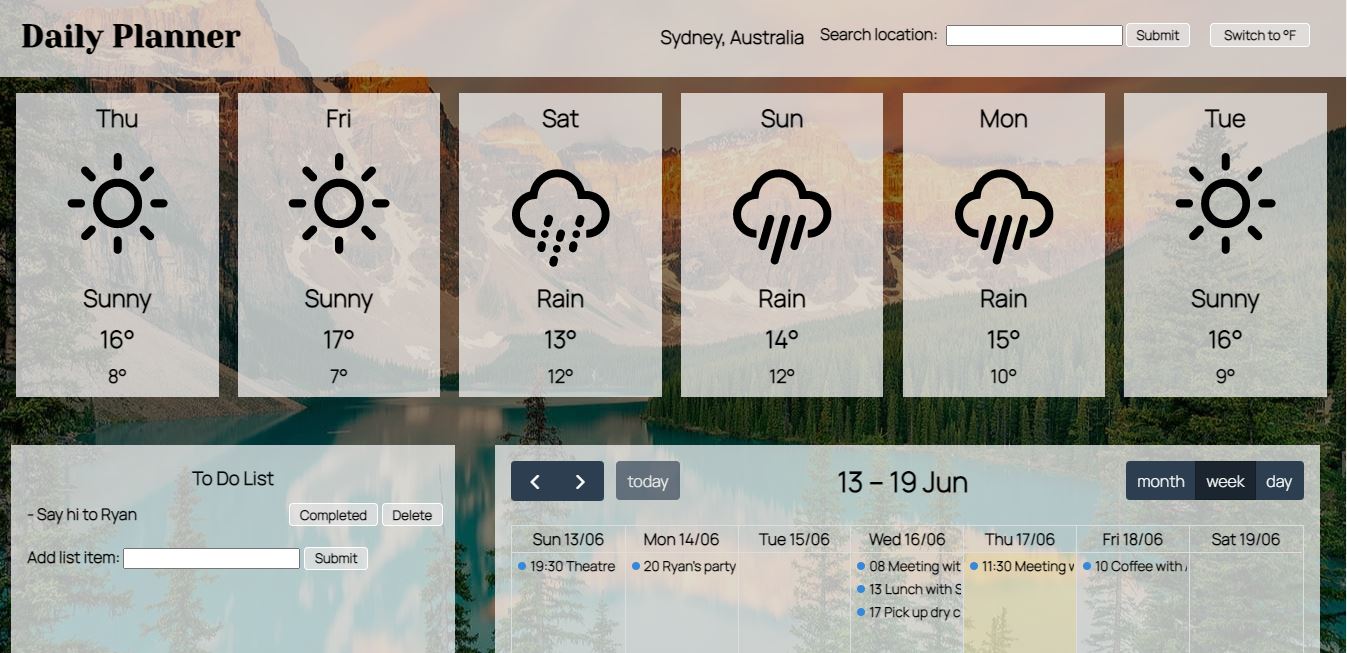 Daily Planner
Sydney, Australia Search location: Submit Switch to °F
Thu Fri Sat Sun Mon Tue
Sunny Sunny Rain Rain Rain Sunny
16° 17° 13° 14° 15° 16°
8° 7° 12° 12° 10° 9°
To Do List
- Say hi to Ryan Completed Delete
Add list item: Submit
today 13 – 19 Jun month week day
Sun 13/06 Mon 14/06 Tue 15/06 Wed 16/06 Thu 17/06 Fri 18/06 Sat 19/06
19:30 Theatre 20 Ryan's party 08 Meeting wit 11:30 Meeting w 10 Coffee with
13 Lunch with S
17 Pick up dry c